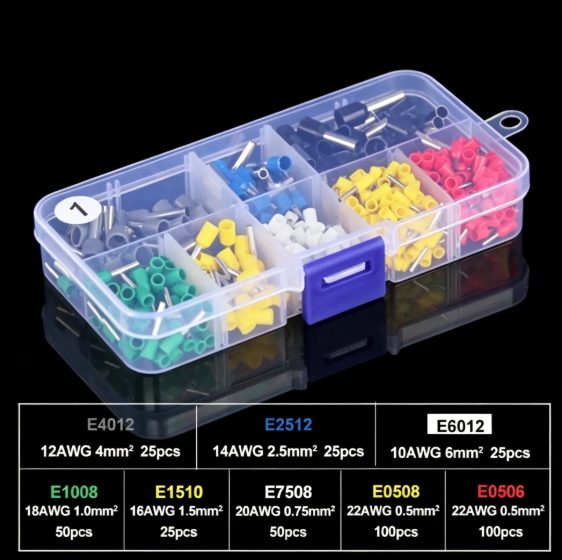 1
E4012
12AWG 4mm² 25pcs
E2512
14AWG 2.5mm² 25pcs
E6012
10AWG 6mm² 25pcs
E1008
18AWG 1.0mm²
50pcs
E1510
16AWG 1.5mm²
25pcs
E7508
20AWG 0.75mm²
50pcs
E0508
22AWG 0.5mm²
100pcs
E0506
22AWG 0.5mm²
100pcs